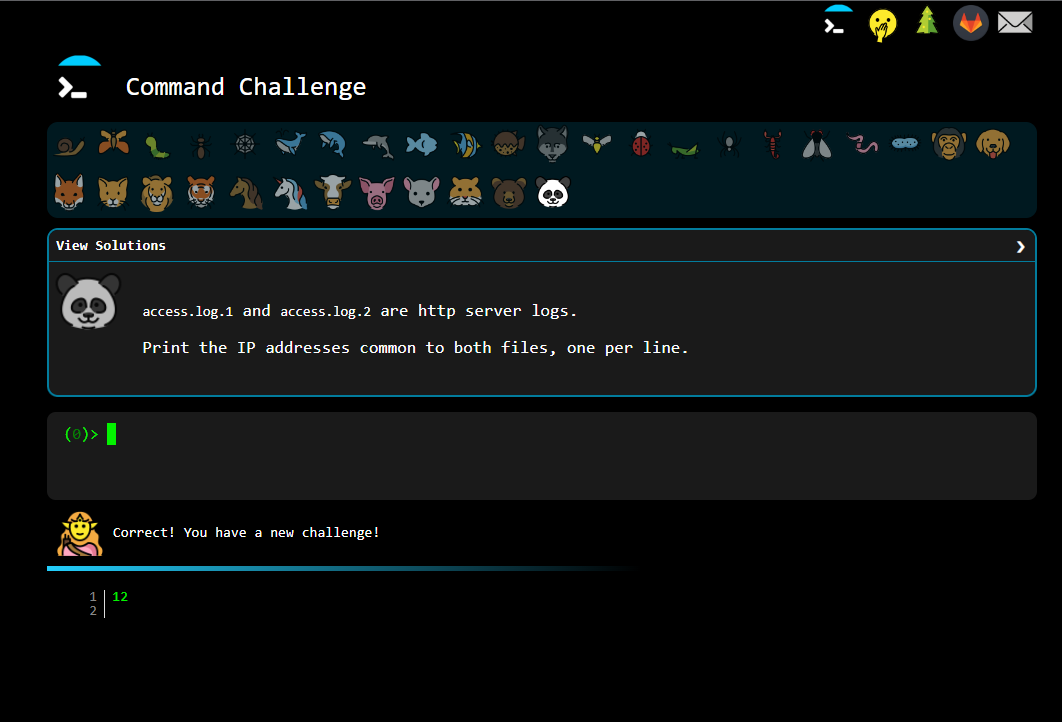 Command Challenge
View Solutions
access.log.1 and access.log.2 are http server logs.
Print the IP addresses common to both files, one per line.
(0)>
Correct! You have a new challenge!
1 12
2